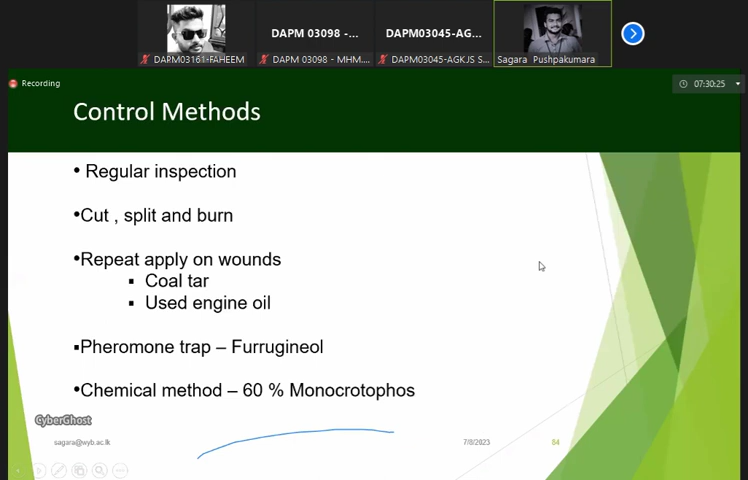 DAPM 03098 -...
DAPM03045-AG...
DARM03161-FAHEEM
DAPM 03098 - MHM....
DAPM03045-AGKJS S...
Sagara Pushpakumara
Recording
07:30:25
Control Methods
• Regular inspection
•Cut , split and burn
•Repeat apply on wounds
▪ Coal tar
▪ Used engine oil
▪Pheromone trap – Furrugineol
•Chemical method – 60 % Monocrotophos
CyberGhost
sagara@wyb.ac.lk
7/8/2023
84